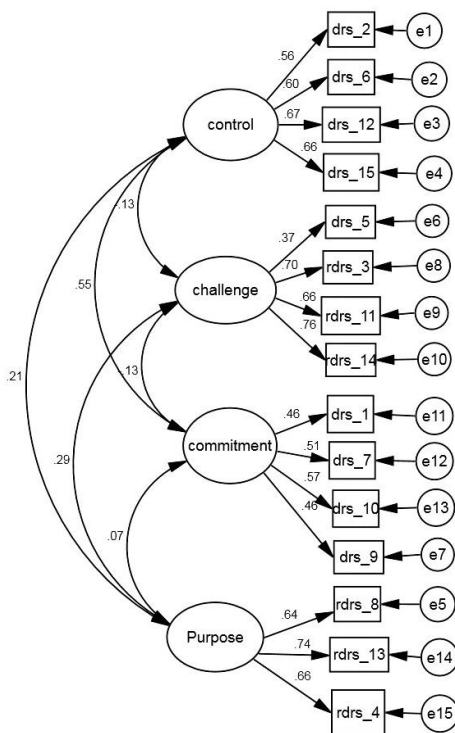 drs_2 e1
.56
drs_6 e2
.60
control
.67 drs_12 e3
.66
drs_15 e4
-.13
drs_5 e6
.37
.70 rdrs_3 e8
.55
challenge
.66 rdrs_11 e9
.76
rdrs_14 e10
.21
-.13
.46 drs_1 e11
commitment
.51 drs_7 e12
.29
.57
drs_10 e13
.46
drs_9 e7
.07
.64 rdrs_8 e5
Purpose
.74 rdrs_13 e14
.66
rdrs_4 e15